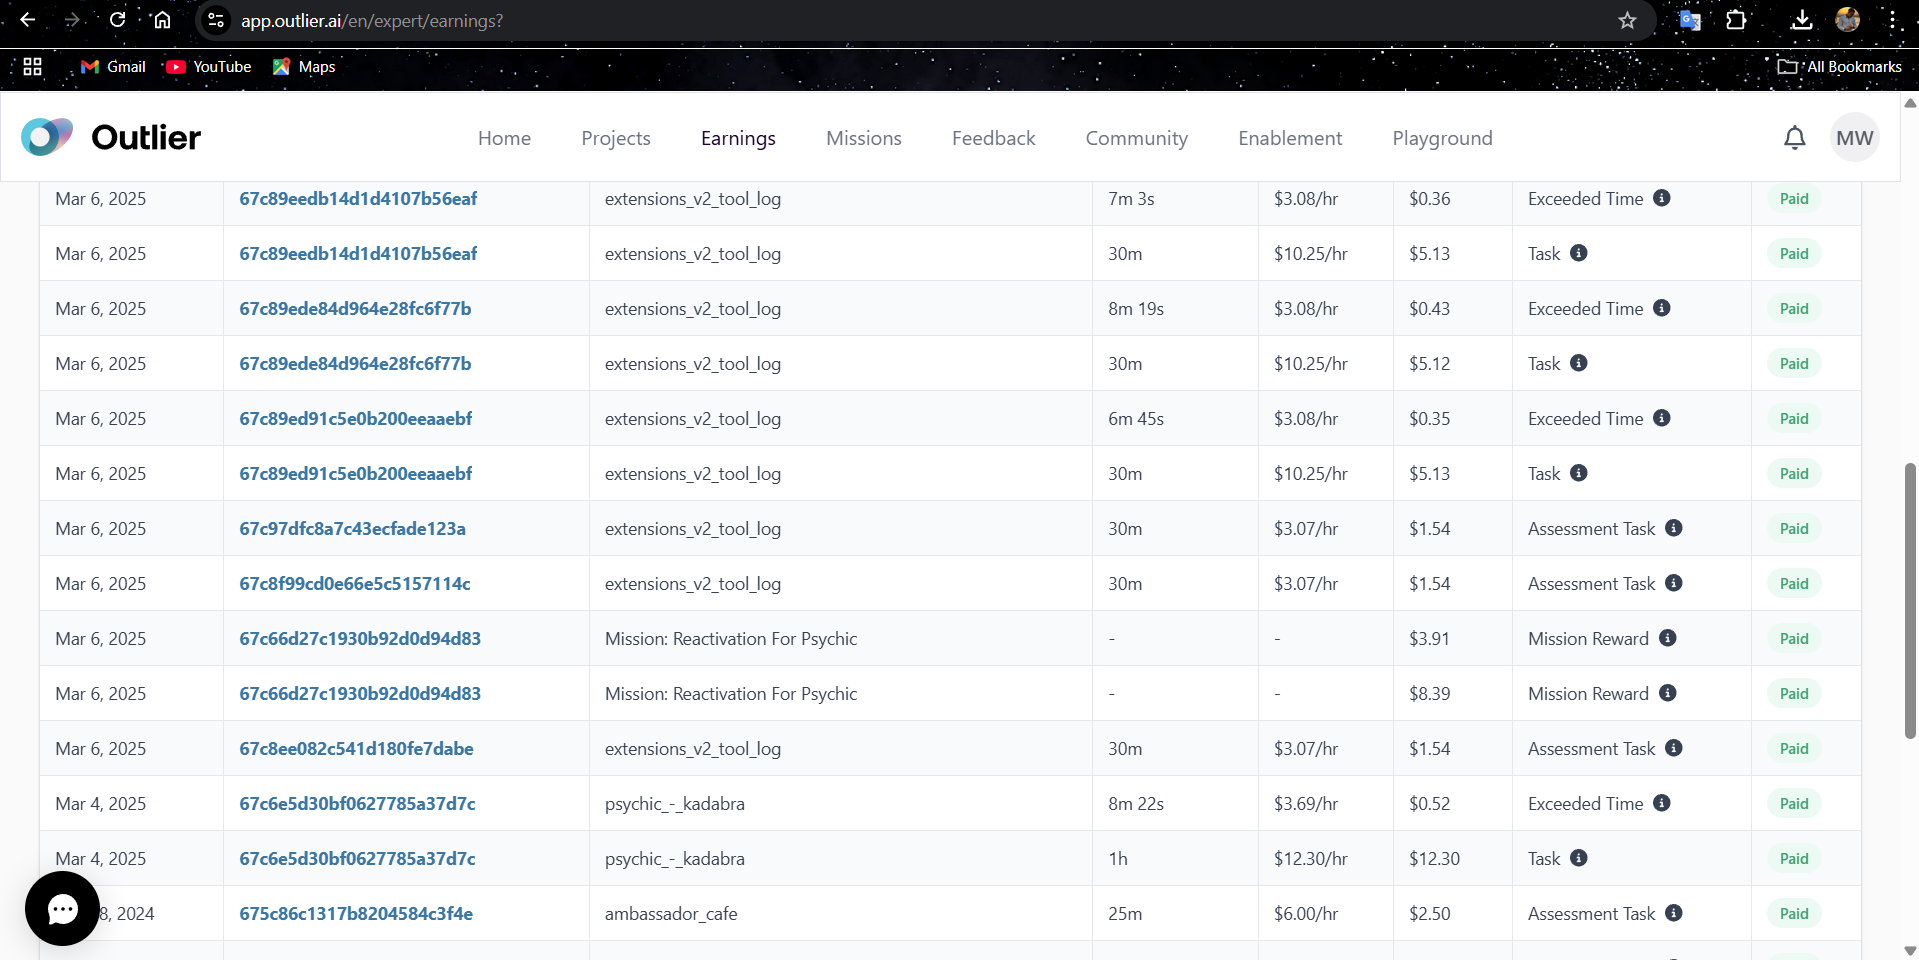 app.outlier.ai/en/expert/earnings?
Gmail YouTube Maps All Bookmarks
Outlier Home Projects Earnings Missions Feedback Community Enablement Playground MW
Mar 6, 2025 67c89eedb14d1d4107b56eaf extensions_v2_tool_log 7m 3s $3.08/hr $0.36 Exceeded Time Paid
Mar 6, 2025 67c89eedb14d1d4107b56eaf extensions_v2_tool_log 30m $10.25/hr $5.13 Task Paid
Mar 6, 2025 67c89ede84d964e28fc6f77b extensions_v2_tool_log 8m 19s $3.08/hr $0.43 Exceeded Time Paid
Mar 6, 2025 67c89ede84d964e28fc6f77b extensions_v2_tool_log 30m $10.25/hr $5.12 Task Paid
Mar 6, 2025 67c89ed91c5e0b200eeaaebf extensions_v2_tool_log 6m 45s $3.08/hr $0.35 Exceeded Time Paid
Mar 6, 2025 67c89ed91c5e0b200eeaaebf extensions_v2_tool_log 30m $10.25/hr $5.13 Task Paid
Mar 6, 2025 67c97dfc8a7c43ecfade123a extensions_v2_tool_log 30m $3.07/hr $1.54 Assessment Task Paid
Mar 6, 2025 67c8f99cd0e66e5c5157114c extensions_v2_tool_log 30m $3.07/hr $1.54 Assessment Task Paid
Mar 6, 2025 67c66d27c1930b92d0d94d83 Mission: Reactivation For Psychic - - $3.91 Mission Reward Paid
Mar 6, 2025 67c66d27c1930b92d0d94d83 Mission: Reactivation For Psychic - - $8.39 Mission Reward Paid
Mar 6, 2025 67c8ee082c541d180fe7dabe extensions_v2_tool_log 30m $3.07/hr $1.54 Assessment Task Paid
Mar 4, 2025 67c6e5d30bf0627785a37d7c psychic_-_kadabra 8m 22s $3.69/hr $0.52 Exceeded Time Paid
Mar 4, 2025 67c6e5d30bf0627785a37d7c psychic_-_kadabra 1h $12.30/hr $12.30 Task Paid
8, 2024 675c86c1317b8204584c3f4e ambassador_cafe 25m $6.00/hr $2.50 Assessment Task Paid